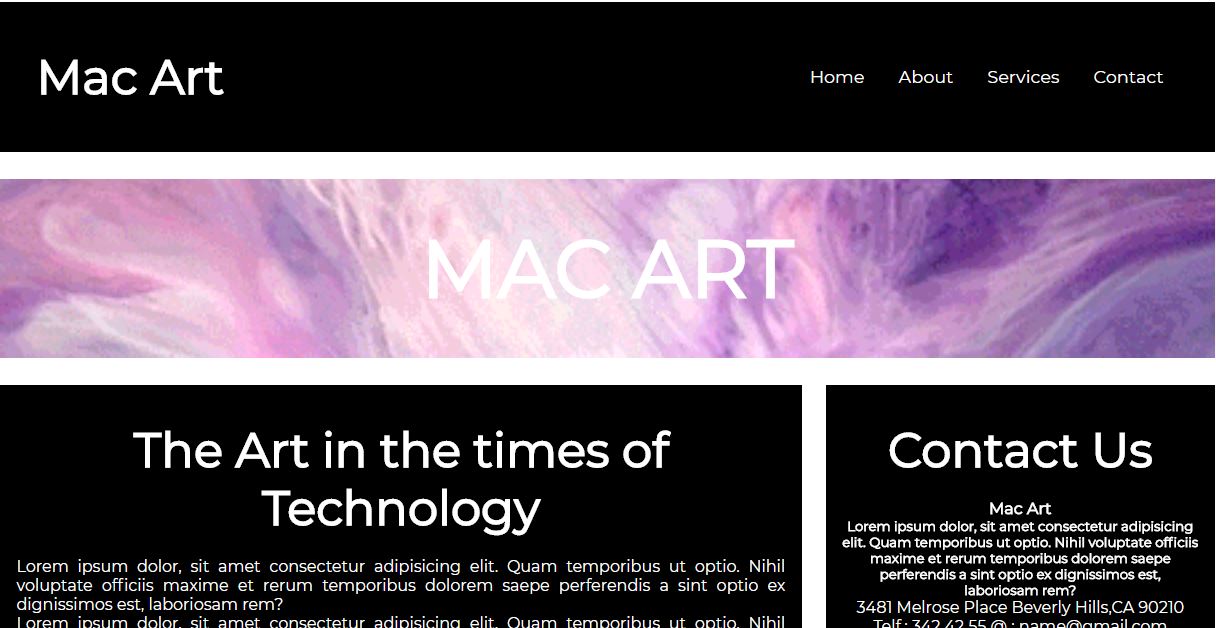 Mac Art
Home About Services Contact
MAC ART
The Art in the times of
Technology
Lorem ipsum dolor, sit amet consectetur adipisicing elit. Quam temporibus ut optio. Nihil
voluptate officiis maxime et rerum temporibus dolorem saepe perferendis a sint optio ex
dignissimos est, laboriosam rem?
Lorem ipsum dolor, sit amet consectetur adipisicing elit. Quam temporibus ut optio. Nihil
Contact Us
Mac Art
Lorem ipsum dolor, sit amet consectetur adipisicing
elit. Quam temporibus ut optio. Nihil voluptate officiis
maxime et rerum temporibus dolorem saepe
perferendis a sint optio ex dignissimos est,
laboriosam rem?
3481 Melrose Place Beverly Hills,CA 90210
Telf.: 342 42 55 @ : name@gmail.com